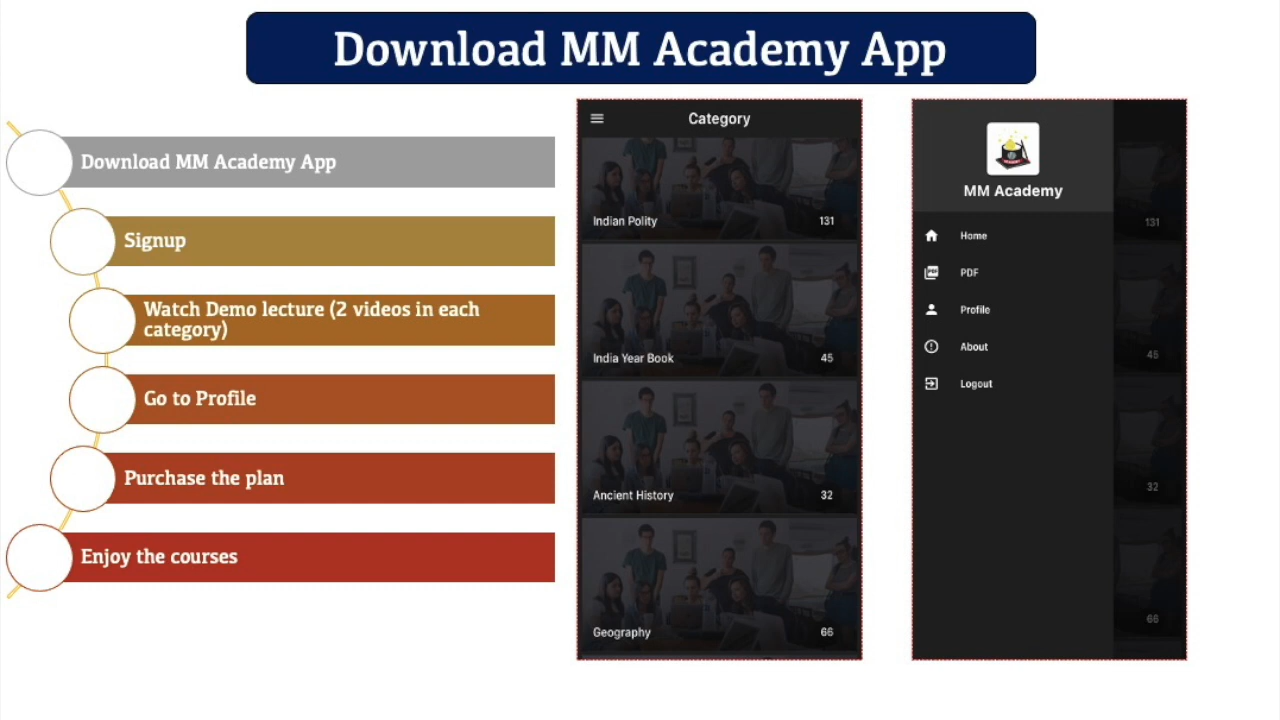 Download MM Academy App
Download MM Academy App
Signup
Watch Demo lecture (2 videos in each
category)
Go to Profile
Purchase the plan
Enjoy the courses
Category
Indian Polity 131
India Year Book 45
Ancient History 32
Geography 66
MM Academy
Home
PDF
Profile
About
Logout
131
45
32
66